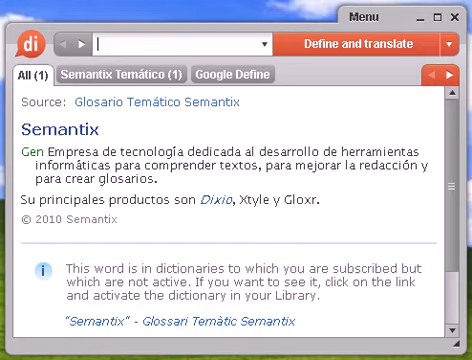 Menu
di
Define and translate
All (1) Semantix Temático (1) Google Define
Source: Glosario Temático Semantix
Semantix
Gen Empresa de tecnología dedicada al desarrollo de herramientas
informáticas para comprender textos, para mejorar la redacción y
para crear glosarios.
Su principales productos son Dixio, Xtyle y Gloxr.
© 2010 Semantix
This word is in dictionaries to which you are subscribed but
which are not active. If you want to see it, click on the link
and activate the dictionary in your Library.
"Semantix" - Glossari Temàtic Semantix